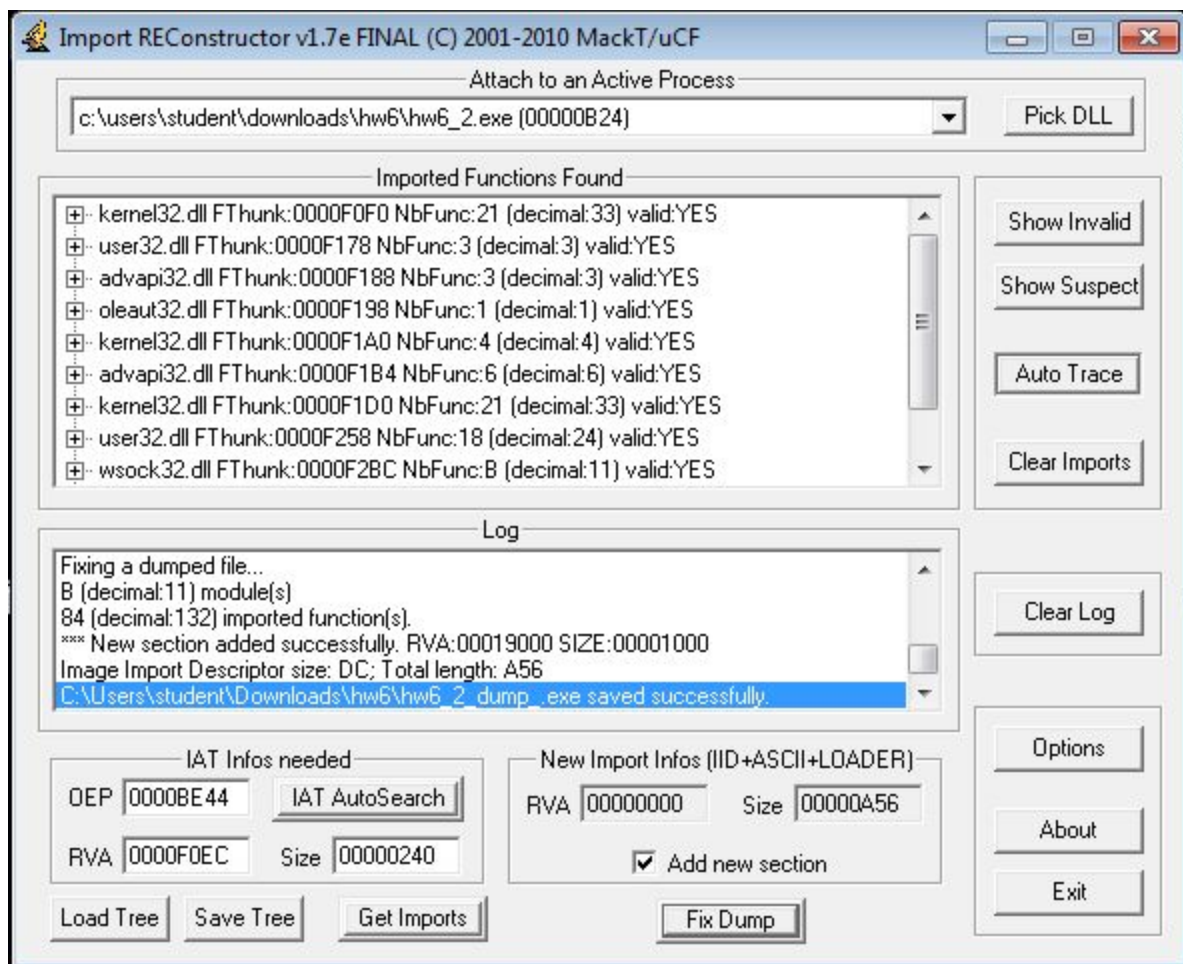 Import REConstructor v1.7e FINAL (C) 2001-2010 MackT/uCF
Attach to an Active Process
c:\users\student\downloads\hw6\hw6_2.exe (00000B24)
Pick DLL
Imported Functions Found
kernel32.dll FThunk:0000F0F0 NbFunc:21 (decimal:33) valid:YES
user32.dll FThunk:0000F178 NbFunc:3 (decimal:3) valid:YES
advapi32.dll FThunk:0000F188 NbFunc:3 (decimal:3) valid:YES
oleaut32.dll FThunk:0000F198 NbFunc:1 (decimal:1) valid:YES
kernel32.dll FThunk:0000F1A0 NbFunc:4 (decimal:4) valid:YES
advapi32.dll FThunk:0000F1B4 NbFunc:6 (decimal:6) valid:YES
kernel32.dll FThunk:0000F1D0 NbFunc:21 (decimal:33) valid:YES
user32.dll FThunk:0000F258 NbFunc:18 (decimal:24) valid:YES
wsock32.dll FThunk:0000F2BC NbFunc:B (decimal:11) valid:YES
Show Invalid
Show Suspect
Auto Trace
Clear Imports
Log
Fixing a dumped file...
B (decimal:11) module(s)
84 (decimal:132) imported function(s).
*** New section added successfully. RVA:00019000 SIZE:00001000
Image Import Descriptor size: DC; Total length: A56
C:\Users\student\Downloads\hw6\hw6_2_dump_.exe saved successfully.
Clear Log
IAT Infos needed
OEP 0000BE44 IAT AutoSearch
RVA 0000F0EC Size 00000240
New Import Infos (IID+ASCII+LOADER)
RVA 00000000 Size 00000A56
Add new section
Options
About
Exit
Load Tree Save Tree Get Imports Fix Dump